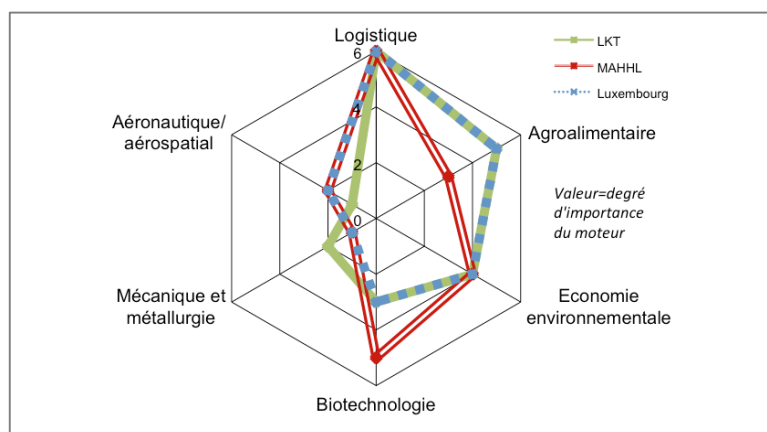 Logistique
6
4
2
0
LKT
MAHHL
Luxembourg
Aéronautique/
aérospatial
Agroalimentaire
Valeur=degré
d'importance
du moteur
Mécanique et
métallurgie
Economie
environnementale
Biotechnologie